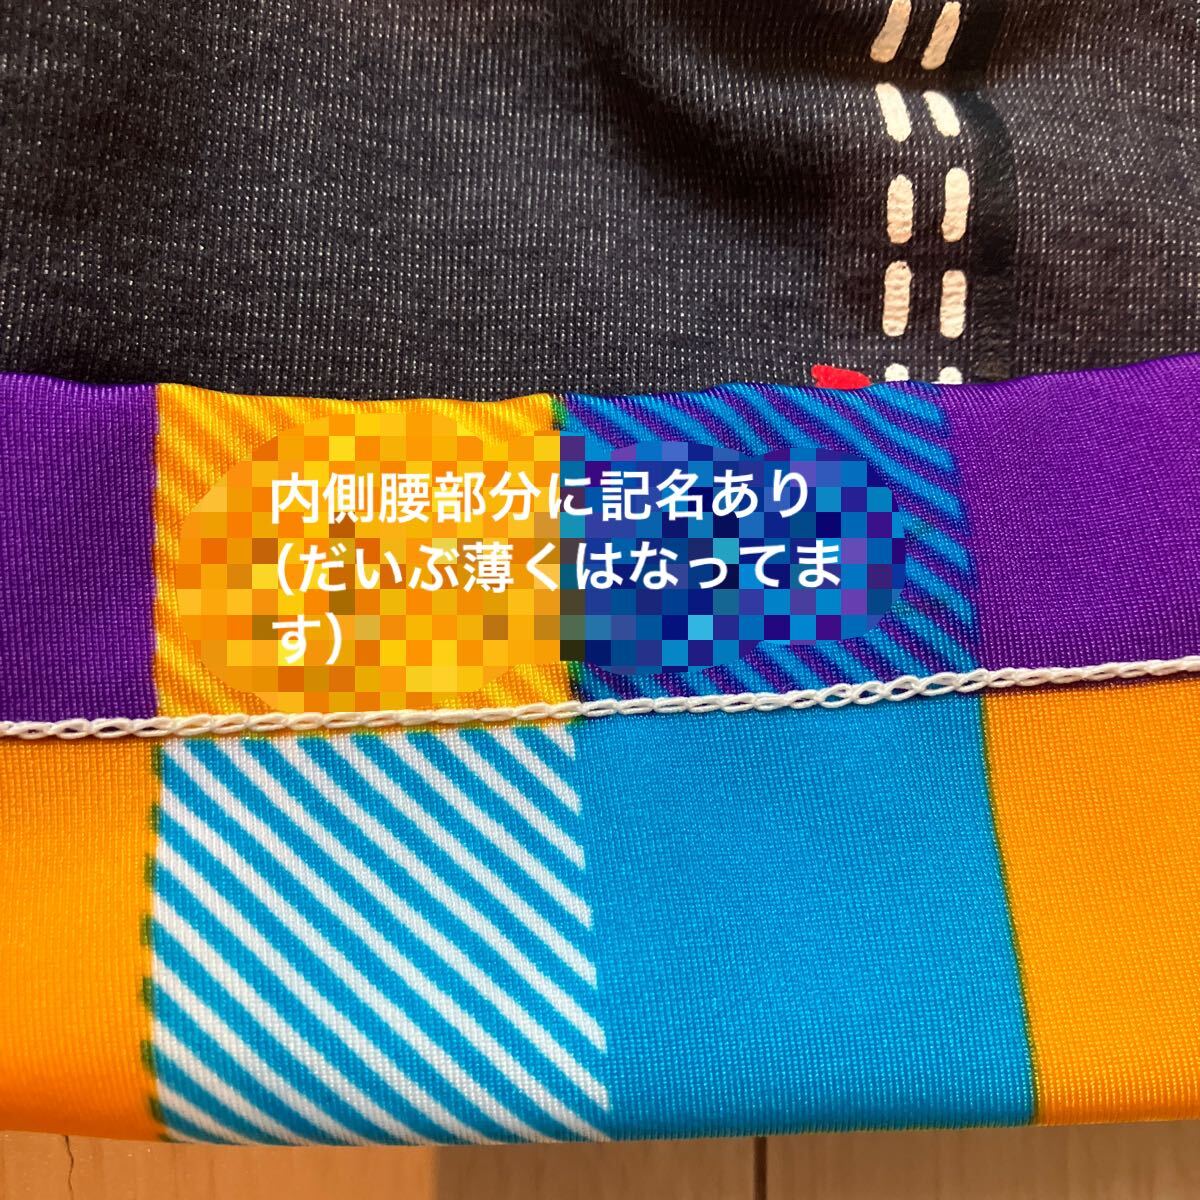 内側腰部分に記名あり
(だいぶ薄くはなってま
す)